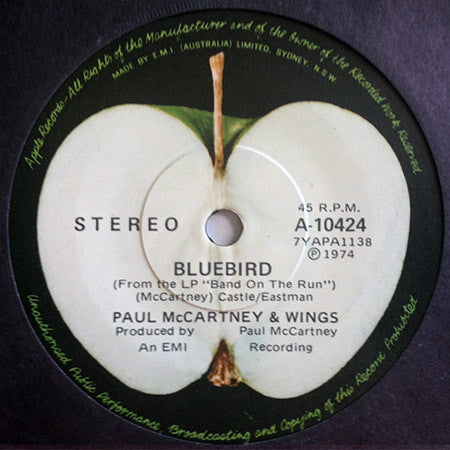 Apple Records-All Rights of the Manufacturer and of the Owner of the Recorded Work Reserved
MADE BY E.M.I. (AUSTRALIA) LIMITED, SYDNEY, N.S.W
STEREO
45 R.P.M.
A-10424
7YAPA1138
Ⓟ 1974
BLUEBIRD
(From the LP "Band On The Run")
(McCartney) Castle/Eastman
PAUL McCARTNEY & WINGS
Produced by Paul McCartney
An EMI Recording
Unauthorised Public Performance, Broadcasting and Copying of this Record Prohibited